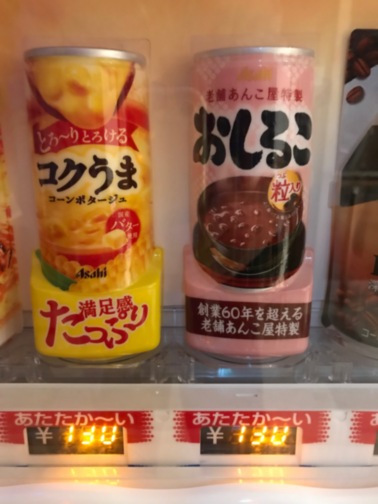 とろ〜りとろける
コクうま
コーンポタージュ
バター
Asahi
満足感
たっぷり
Asahi
老舗あんこ屋特製
おしるこ
粒入り
創業60年を超える
老舗あんこ屋特製
あたたか〜い
¥ 130
あたたか〜い
¥ 130